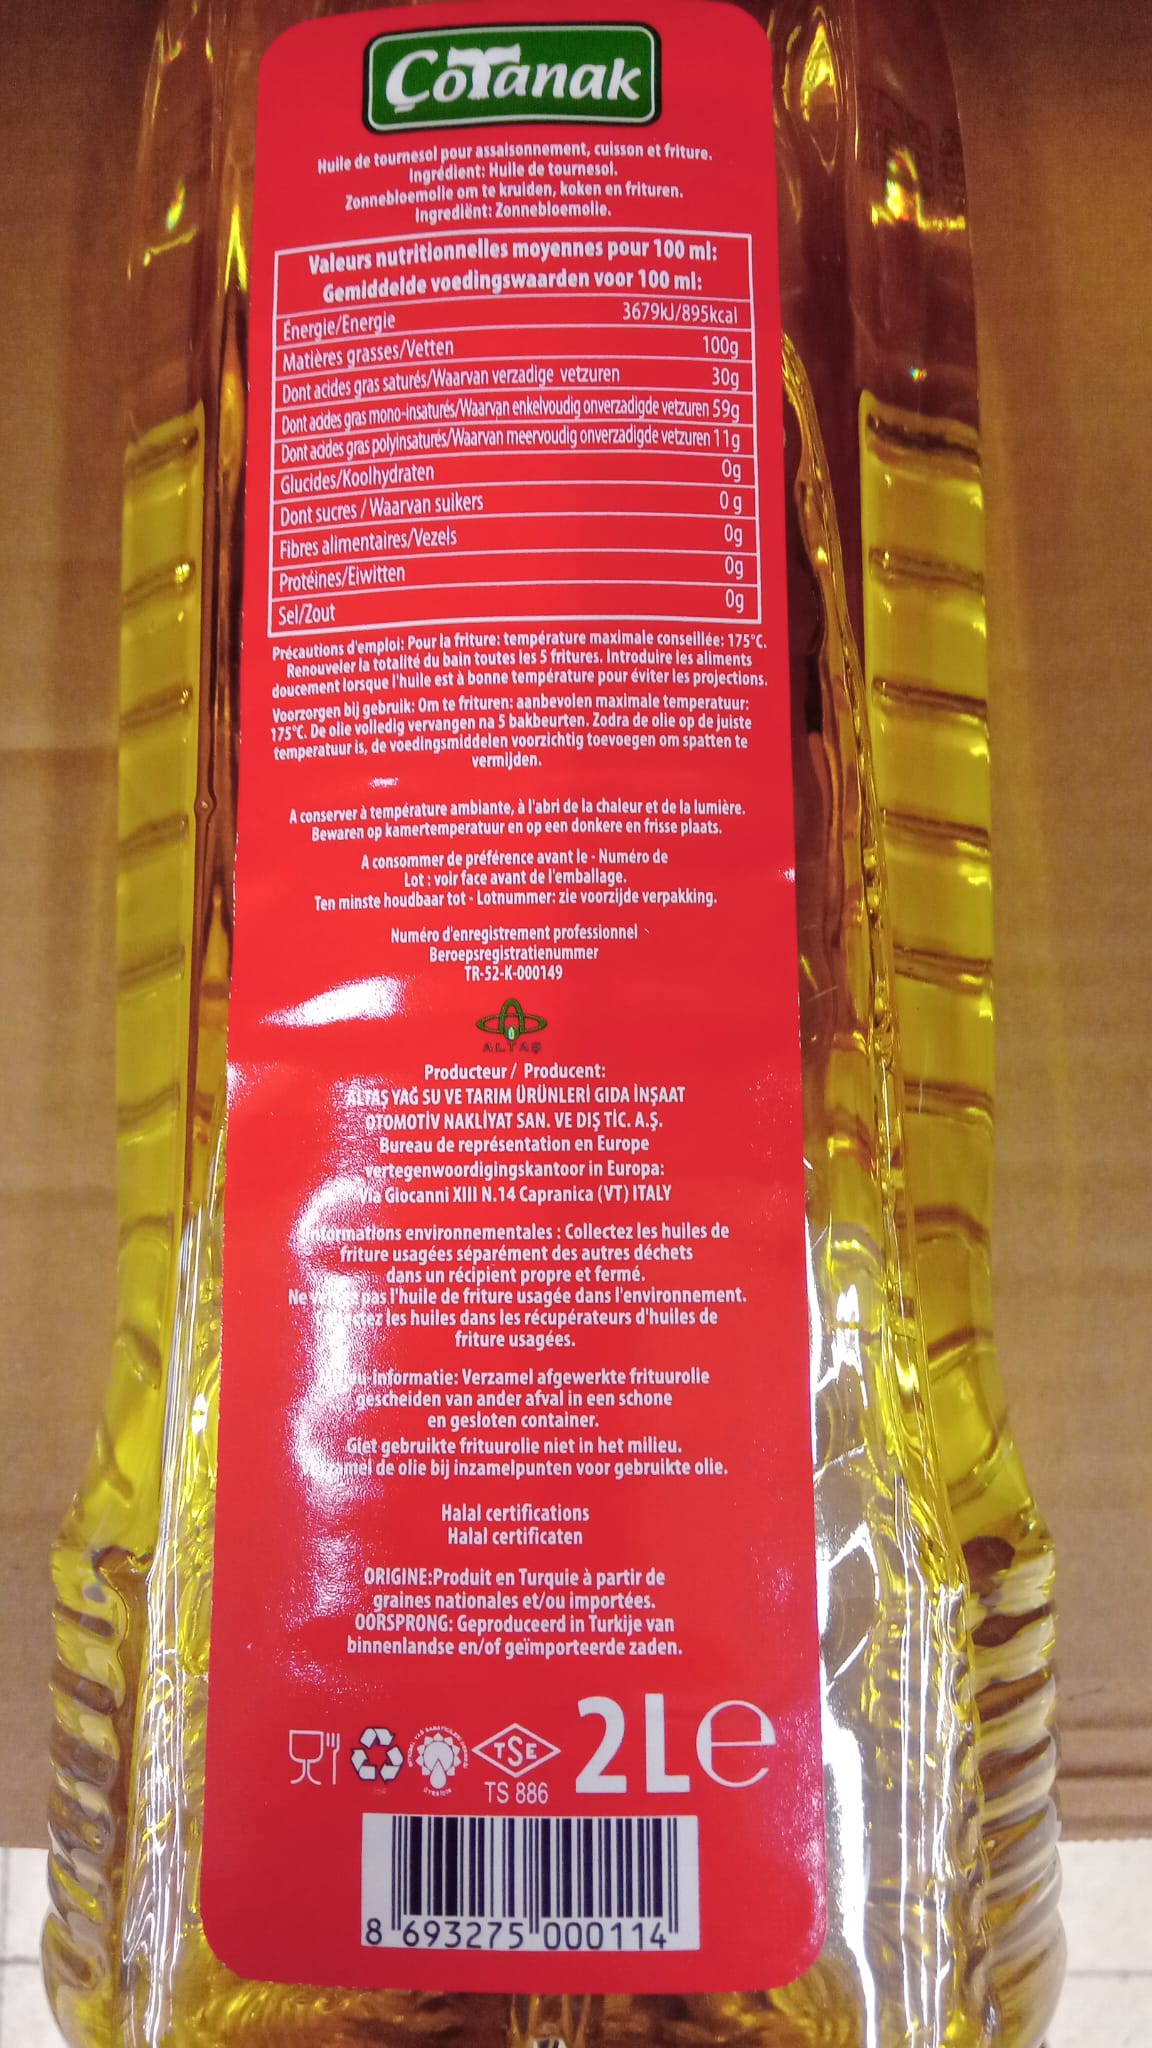 Çotanak
Huile de tournesol pour assaisonnement, cuisson et friture.
Ingrédient: Huile de tournesol.
Zonnebloemolie om te kruiden, koken en frituren.
Ingrediënt: Zonnebloemolie.
Valeurs nutritionnelles moyennes pour 100 ml:
Gemiddelde voedingswaarden voor 100 ml:
Énergie/Energie 3679kJ/895kcal
Matières grasses/Vetten 100g
Dont acides gras saturés/Waarvan verzadige vetzuren 30g
Dont acides gras mono-insaturés/Waarvan enkelvoudig onverzadigde vetzuren 59g
Dont acides gras polyinsaturés/Waarvan meervoudig onverzadigde vetzuren 11g
Glucides/Koolhydraten 0g
Dont sucres / Waarvan suikers 0 g
Fibres alimentaires/Vezels 0g
Protéines/Eiwitten 0g
Sel/Zout 0g
Précautions d'emploi: Pour la friture: température maximale conseillée: 175°C.
Renouveler la totalité du bain toutes les 5 fritures. Introduire les aliments
doucement lorsque l'huile est à bonne température pour éviter les projections.
Voorzorgen bij gebruik: Om te frituren: aanbevolen maximale temperatuur:
175°C. De olie volledig vervangen na 5 bakbeurten. Zodra de olie op de juiste
temperatuur is, de voedingsmiddelen voorzichtig toevoegen om spatten te
vermijden.
A conserver à température ambiante, à l'abri de la chaleur et de la lumière.
Bewaren op kamertemperatuur en op een donkere en frisse plaats.
A consommer de préférence avant le - Numéro de
Lot : voir face avant de l'emballage.
Ten minste houdbaar tot - Lotnummer: zie voorzijde verpakking.
Numéro d'enregistrement professionnel
Beroepsregistratienummer
TR-52-K-000149
ALTAŞ
Producteur / Producent:
ALTAŞ YAĞ SU VE TARIM ÜRÜNLERİ GIDA İNŞAAT
OTOMOTİV NAKLİYAT SAN. VE DIŞ TİC. A.Ş.
Bureau de représentation en Europe
vertegenwoordigingskantoor in Europa:
Via Giocanni XIII N.14 Capranica (VT) ITALY
Informations environnementales : Collectez les huiles de
friture usagées séparément des autres déchets
dans un récipient propre et fermé.
Ne pas l'huile de friture usagée dans l'environnement.
les huiles dans les récupérateurs d'huiles de
friture usagées.
informatie: Verzamel afgewerkte frituurolie
gescheiden van ander afval in een schone
en gesloten container.
Giet gebruikte frituurolie niet in het milieu.
de olie bij inzamelpunten voor gebruikte olie.
Halal certifications
Halal certificaten
ORIGINE:Produit en Turquie à partir de
graines nationales et/ou importées.
OORSPRONG: Geproduceerd in Turkije van
binnenlandse en/of geïmporteerde zaden.
TSE
TS 886
2L e
8 693275 000114